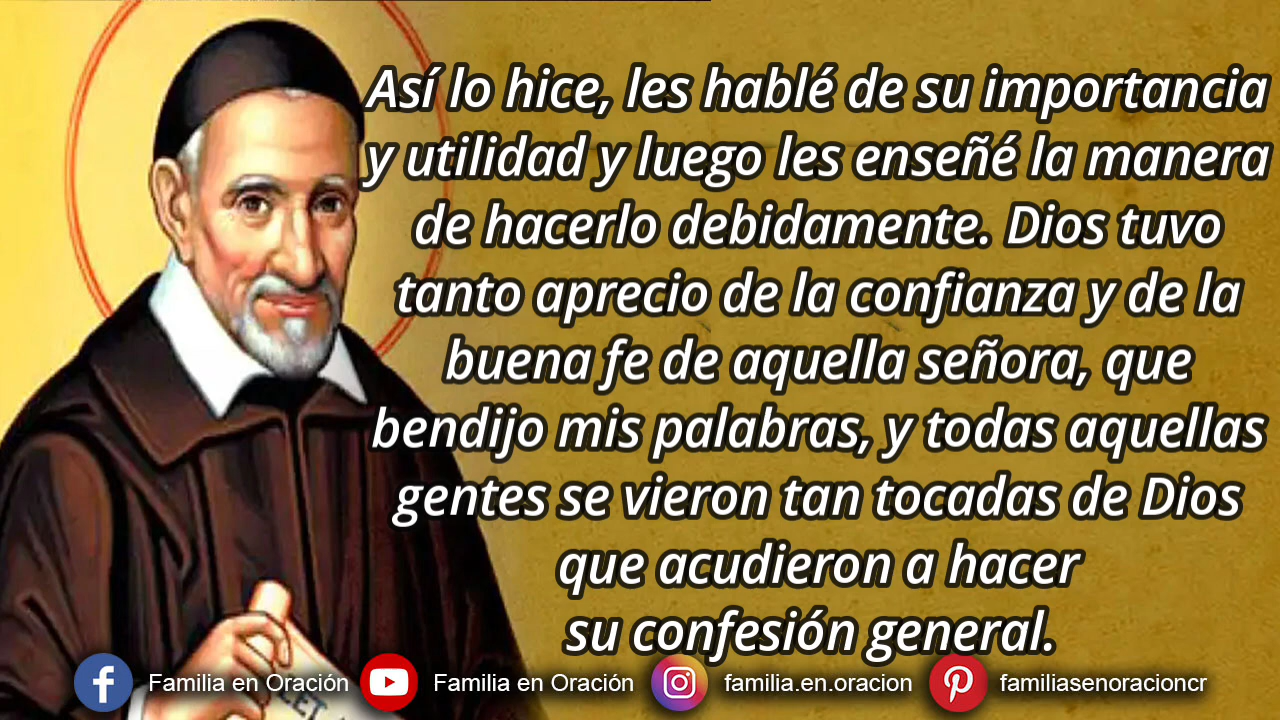 Así lo hice, les hablé de su importancia
y utilidad y luego les enseñé la manera
de hacerlo debidamente. Dios tuvo
tanto aprecio de la confianza y de la
buena fe de aquella señora, que
bendijo mis palabras, y todas aquellas
gentes se vieron tan tocadas de Dios
que acudieron a hacer
su confesión general.
Familia en Oración Familia en Oración familia.en.oracion familiasenoracioncr